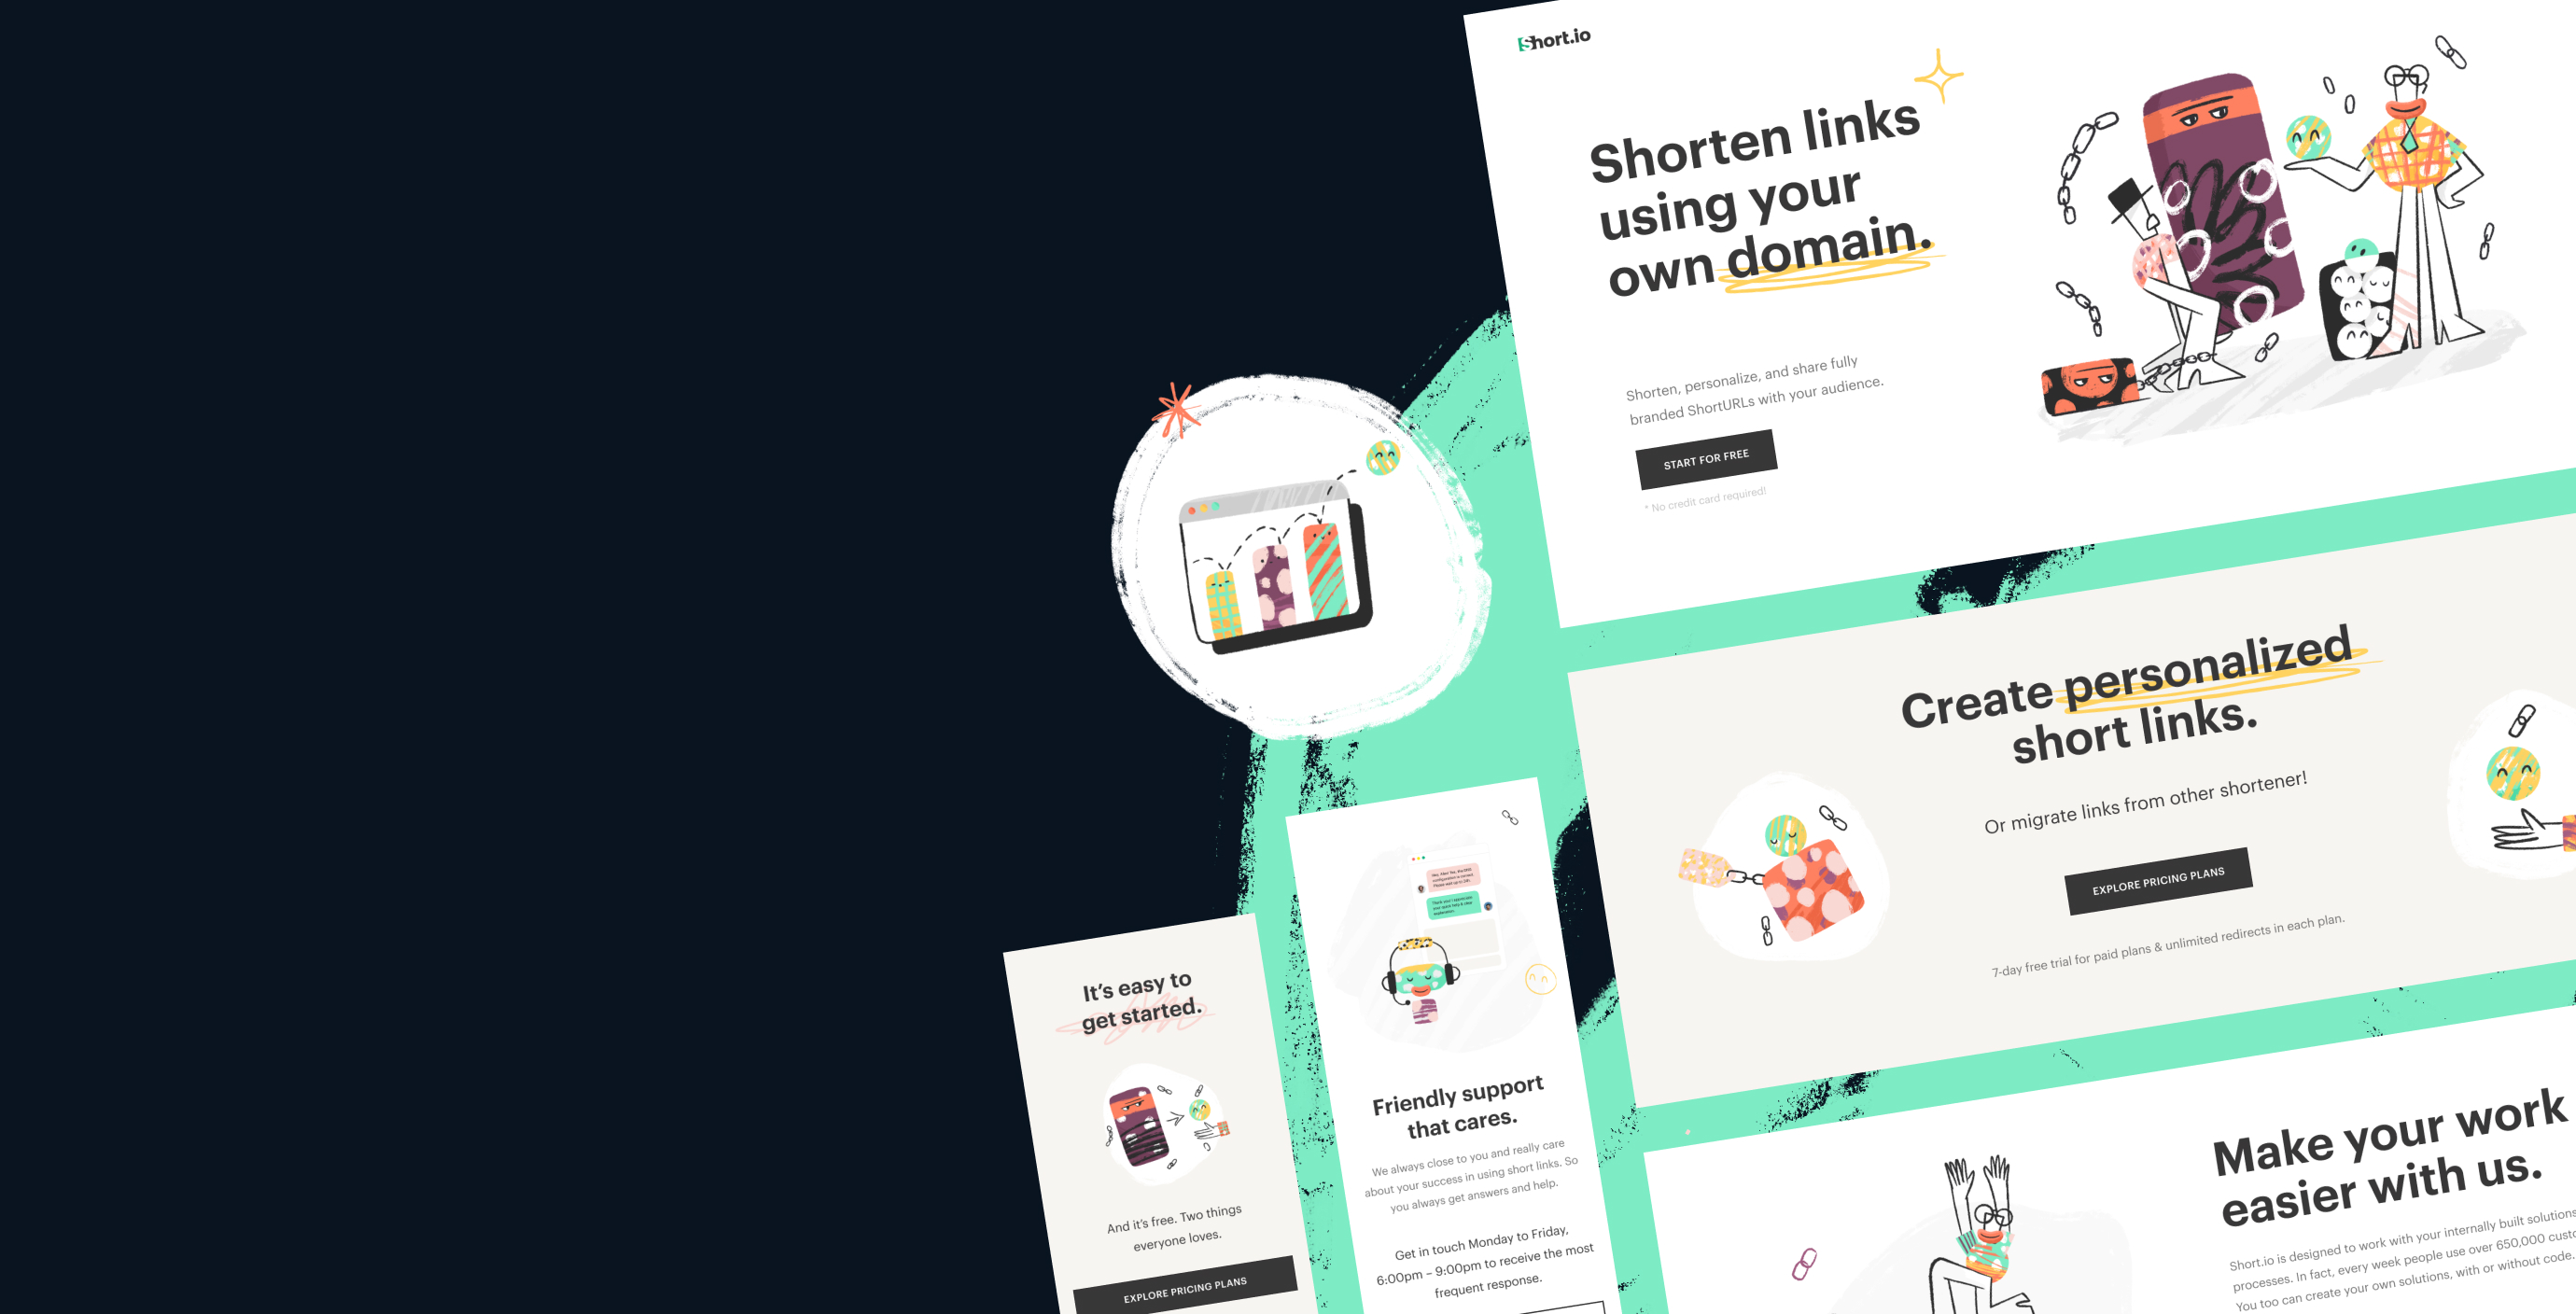 Short.io
Shorten links
using your
own domain.
Shorten, personalize, and share fully
branded ShortURLs with your audience.
START FOR FREE
* No credit card required!
Create personalized
short links.
Or migrate links from other shortener!
EXPLORE PRICING PLANS
7-day free trial for paid plans & unlimited redirects in each plan.
It’s easy to
get started.
And it’s free. Two things
everyone loves.
EXPLORE PRICING PLANS
Friendly support
that cares.
We always close to you and really care
about your success in using short links. So
you always get answers and help.
Get in touch Monday to Friday,
6:00pm – 9:00pm to receive the most
frequent response.
Make your work
easier with us.
Short.io is designed to work with your internally built solutions
processes. In fact, every week people use over 650,000
You too can create your own solutions, with or without code.